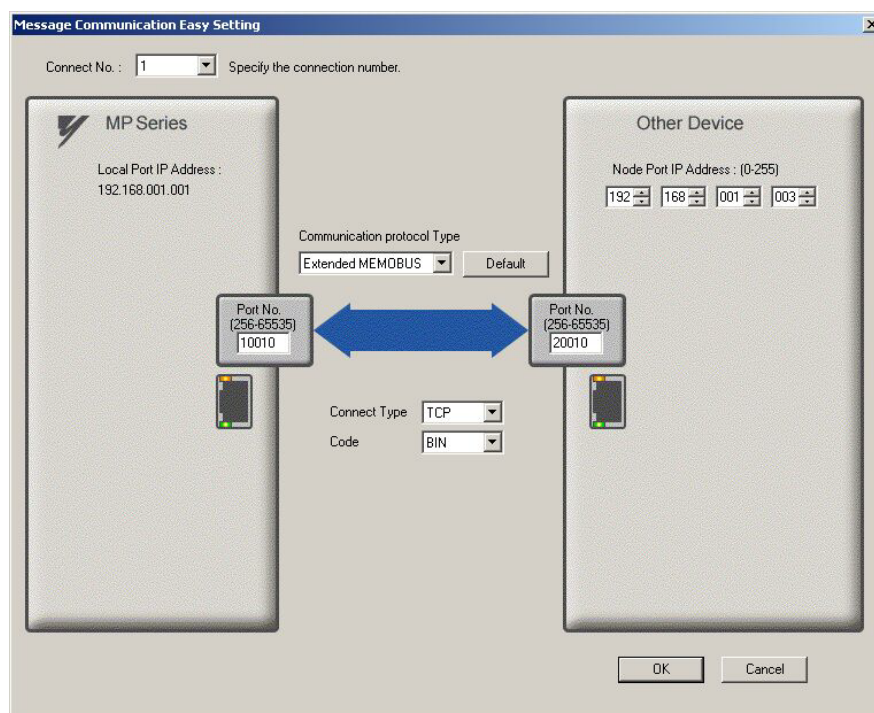 Message Communication Easy Setting
Connect No. : 1 Specify the connection number.
MP Series
Local Port IP Address :
192.168.001.001
Other Device
Node Port IP Address : (0-255)
192 168 001 003
Communication protocol Type
Extended MEMOBUS Default
Port No.
(256-65535)
10010
Port No.
(256-65535)
20010
Connect Type TCP
Code BIN
OK Cancel